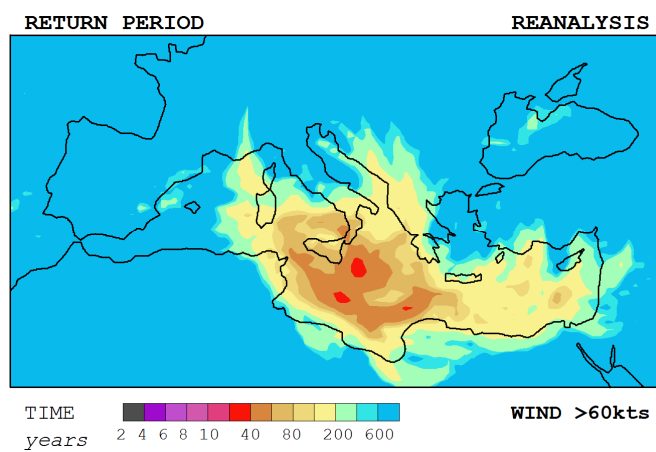 RETURN PERIOD REANALYSIS
TIME 2 4 6 8 10 40 80 200 600 WIND >60kts
years